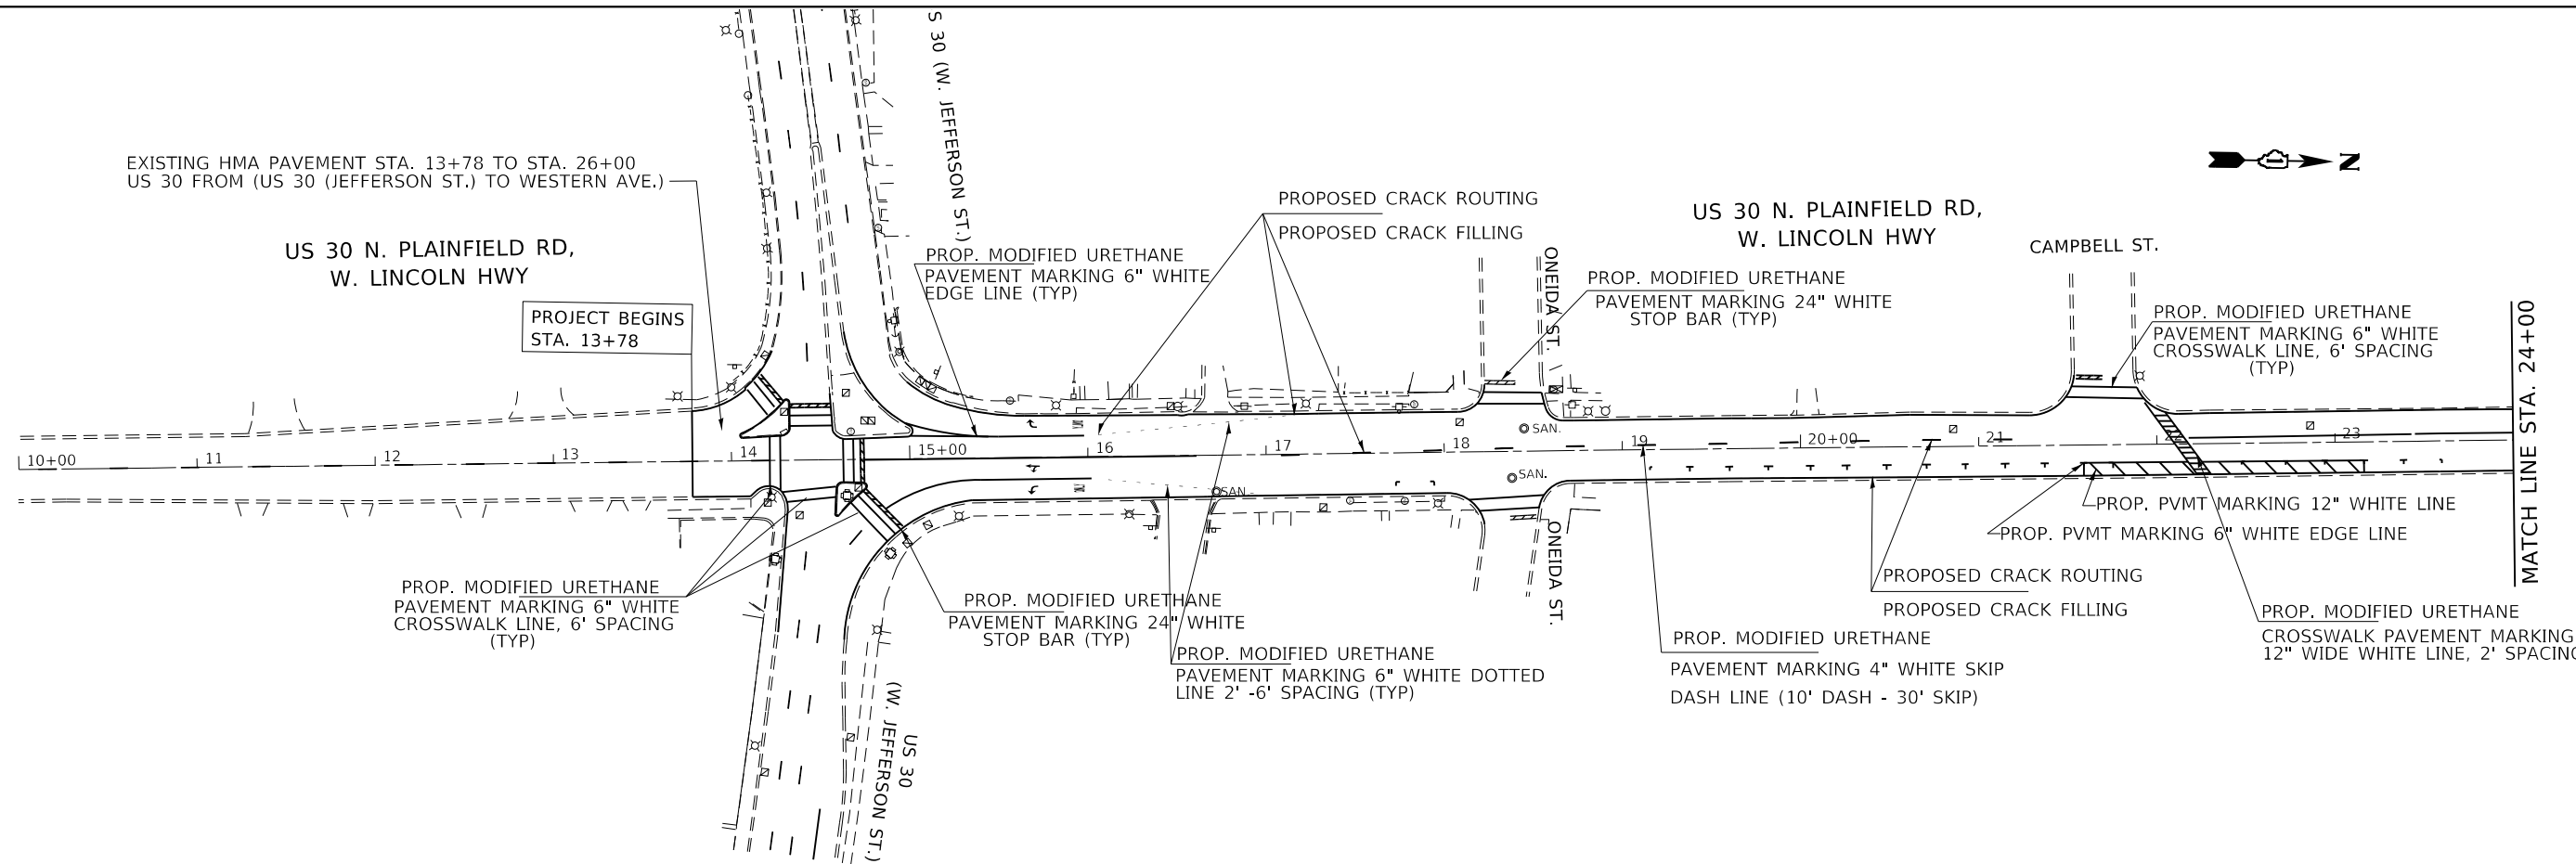 S 30 (W. JEFFERSON ST.)
EXISTING HMA PAVEMENT STA. 13+78 TO STA. 26+00
US 30 FROM (US 30 (JEFFERSON ST.) TO WESTERN AVE.)
US 30 N. PLAINFIELD RD,
W. LINCOLN HWY
PROJECT BEGINS
STA. 13+78
PROP. MODIFIED URETHANE
PAVEMENT MARKING 6" WHITE
EDGE LINE (TYP)
PROPOSED CRACK ROUTING
PROPOSED CRACK FILLING
ONEIDA ST.
PROP. MODIFIED URETHANE
PAVEMENT MARKING 24" WHITE
STOP BAR (TYP)
US 30 N. PLAINFIELD RD,
W. LINCOLN HWY
CAMPBELL ST.
N
PROP. MODIFIED URETHANE
PAVEMENT MARKING 6" WHITE
CROSSWALK LINE, 6' SPACING
(TYP)
MATCH LINE STA. 24+00
10+00
11
12
13
14
15+00
16
17
18
19
20+00
21
22
23
SAN.
SAN.
SAN.
PROP. PVMT MARKING 12" WHITE LINE
PROP. PVMT MARKING 6" WHITE EDGE LINE
PROPOSED CRACK ROUTING
PROPOSED CRACK FILLING
ONEIDA ST.
PROP. MODIFIED URETHANE
PAVEMENT MARKING 6" WHITE
CROSSWALK LINE, 6' SPACING
(TYP)
PROP. MODIFIED URETHANE
PAVEMENT MARKING 24" WHITE
STOP BAR (TYP)
PROP. MODIFIED URETHANE
PAVEMENT MARKING 6" WHITE DOTTED
LINE 2' -6' SPACING (TYP)
PROP. MODIFIED URETHANE
PAVEMENT MARKING 4" WHITE SKIP
DASH LINE (10' DASH - 30' SKIP)
PROP. MODIFIED URETHANE
CROSSWALK PAVEMENT MARKING
12" WIDE WHITE LINE, 2' SPACING
US 30
(W. JEFFERSON ST.)